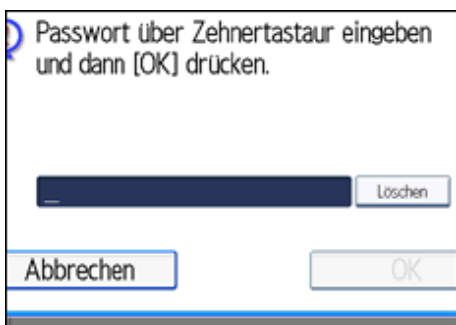 Passwort über Zehnertastaur eingeben
und dann [OK] drücken.
Löschen
Abbrechen
OK